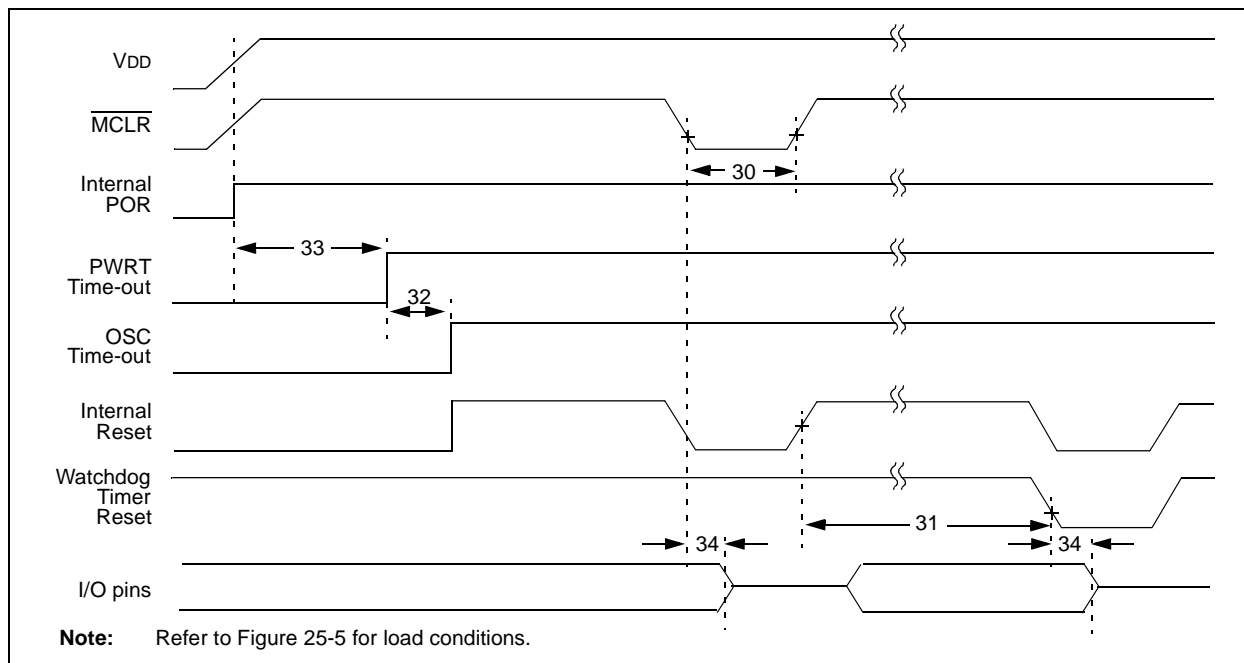 VDD
MCLR
30
Internal
POR
33
PWRT
Time-out
32
OSC
Time-out
Internal
Reset
Watchdog
Timer
Reset
31
34
34
I/O pins
Note: Refer to Figure 25-5 for load conditions.